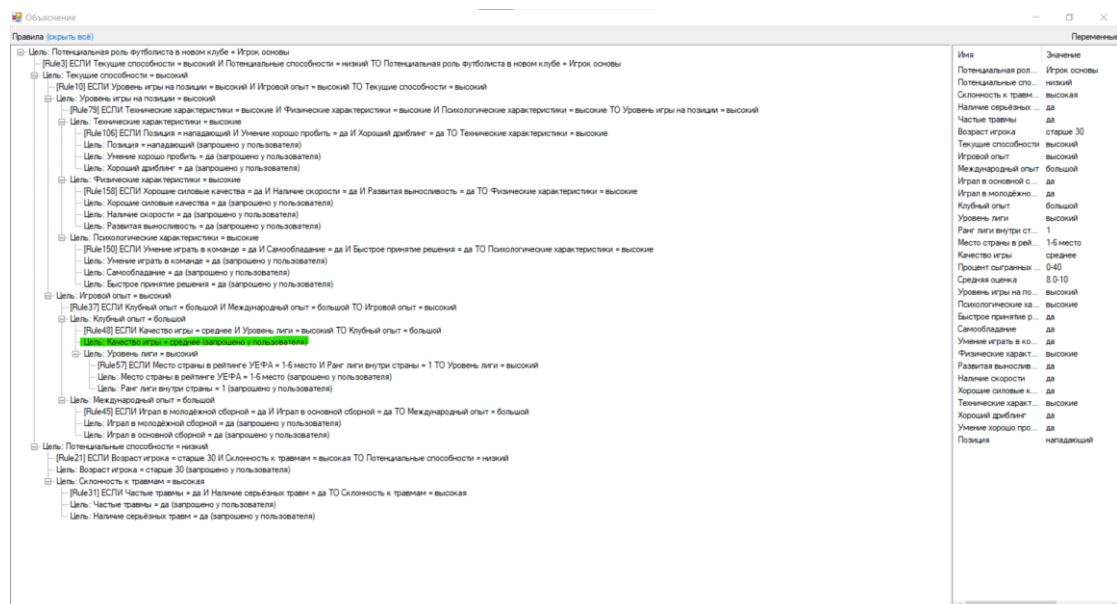 Объяснение
Правила (скрыть всё)
Переменные
Цель: Потенциальная роль футболиста в новом клубе = Игрок основы
[Rule3] ЕСЛИ Текущие способности = высокий И Потенциальные способности = низкий ТО Потенциальная роль футболиста в новом клубе = Игрок основы
Цель: Текущие способности = высокий
[Rule10] ЕСЛИ Уровень игры на позиции = высокий И Игровой опыт = высокий ТО Текущие способности = высокий
Цель: Уровень игры на позиции = высокий
[Rule79] ЕСЛИ Технические характеристики = высокие И Физические характеристики = высокие И Психологические характеристики = высокие ТО Уровень игры на позиции = высокий
Цель: Технические характеристики = высокие
[Rule106] ЕСЛИ Позиция = нападающий И Умение хорошо пробить = да И Хороший дриблинг = да ТО Технические характеристики = высокие
Цель: Позиция = нападающий (запрошено у пользователя)
Цель: Умение хорошо пробить = да (запрошено у пользователя)
Цель: Хороший дриблинг = да (запрошено у пользователя)
Цель: Физические характеристики = высокие
[Rule158] ЕСЛИ Хорошие силовые качества = да И Наличие скорости = да И Развитая выносливость = да ТО Физические характеристики = высокие
Цель: Хорошие силовые качества = да (запрошено у пользователя)
Цель: Наличие скорости = да (запрошено у пользователя)
Цель: Развитая выносливость = да (запрошено у пользователя)
Цель: Психологические характеристики = высокие
[Rule150] ЕСЛИ Умение играть в команде = да И Самообладание = да И Быстрое принятие решения = да ТО Психологические характеристики = высокие
Цель: Умение играть в команде = да (запрошено у пользователя)
Цель: Самообладание = да (запрошено у пользователя)
Цель: Быстрое принятие решения = да (запрошено у пользователя)
Цель: Игровой опыт = высокий
[Rule37] ЕСЛИ Клубный опыт = большой И Международный опыт = большой ТО Игровой опыт = высокий
Цель: Клубный опыт = большой
[Rule48] ЕСЛИ Качество игры = среднее И Уровень лиги = высокий ТО Клубный опыт = большой
Цель: Качество игры = среднее (запрошено у пользователя)
Цель: Уровень лиги = высокий
[Rule57] ЕСЛИ Место страны в рейтинге УЕФА = 1-6 место И Ранг лиги внутри страны = 1 ТО Уровень лиги = высокий
Цель: Место страны в рейтинге УЕФА = 1-6 место (запрошено у пользователя)
Цель: Ранг лиги внутри страны = 1 (запрошено у пользователя)
Цель: Международный опыт = большой
[Rule45] ЕСЛИ Играл в молодёжной сборной = да И Играл в основной сборной = да ТО Международный опыт = большой
Цель: Играл в молодёжной сборной = да (запрошено у пользователя)
Цель: Играл в основной сборной = да (запрошено у пользователя)
Цель: Потенциальные способности = низкий
[Rule21] ЕСЛИ Возраст игрока = старше 30 И Склонность к травмам = высокая ТО Потенциальные способности = низкий
Цель: Возраст игрока = старше 30 (запрошено у пользователя)
Цель: Склонность к травмам = высокая
[Rule31] ЕСЛИ Частые травмы = да И Наличие серьёзных травм = да ТО Склонность к травмам = высокая
Цель: Частые травмы = да (запрошено у пользователя)
Цель: Наличие серьёзных травм = да (запрошено у пользователя)
Имя Значение
Потенциальная рол... Игрок основы
Потенциальные спо... низкий
Склонность к травм... высокая
Наличие серьёзных ... да
Частые травмы да
Возраст игрока старше 30
Текущие способности высокий
Игровой опыт высокий
Международный опыт большой
Играл в основной с... да
Играл в молодёжно... да
Клубный опыт большой
Уровень лиги высокий
Ранг лиги внутри ст... 1
Место страны в рей... 1-6 место
Качество игры среднее
Процент сыгранных ... 0-40
Средняя оценка 8.0-10
Уровень игры на по... высокий
Психологические ха... высокие
Быстрое принятие р... да
Самообладание да
Умение играть в ко... да
Физические характ... высокие
Развитая вынослив... да
Наличие скорости да
Хорошие силовые к... да
Технические характ... высокие
Хороший дриблинг да
Умение хорошо про... да
Позиция нападающий